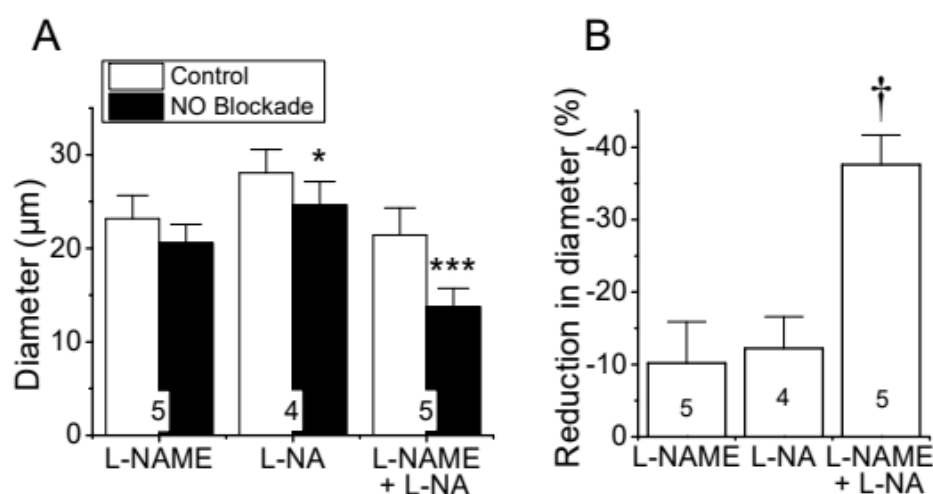 A
Control
NO Blockade
Diameter (µm)
30
20
10
0
*
***
5
4
5
L-NAME
L-NA
L-NAME
+ L-NA
B
Reduction in diameter (%)
-40
-30
-20
-10
0
†
5
4
5
L-NAME
L-NA
L-NAME
+ L-NA